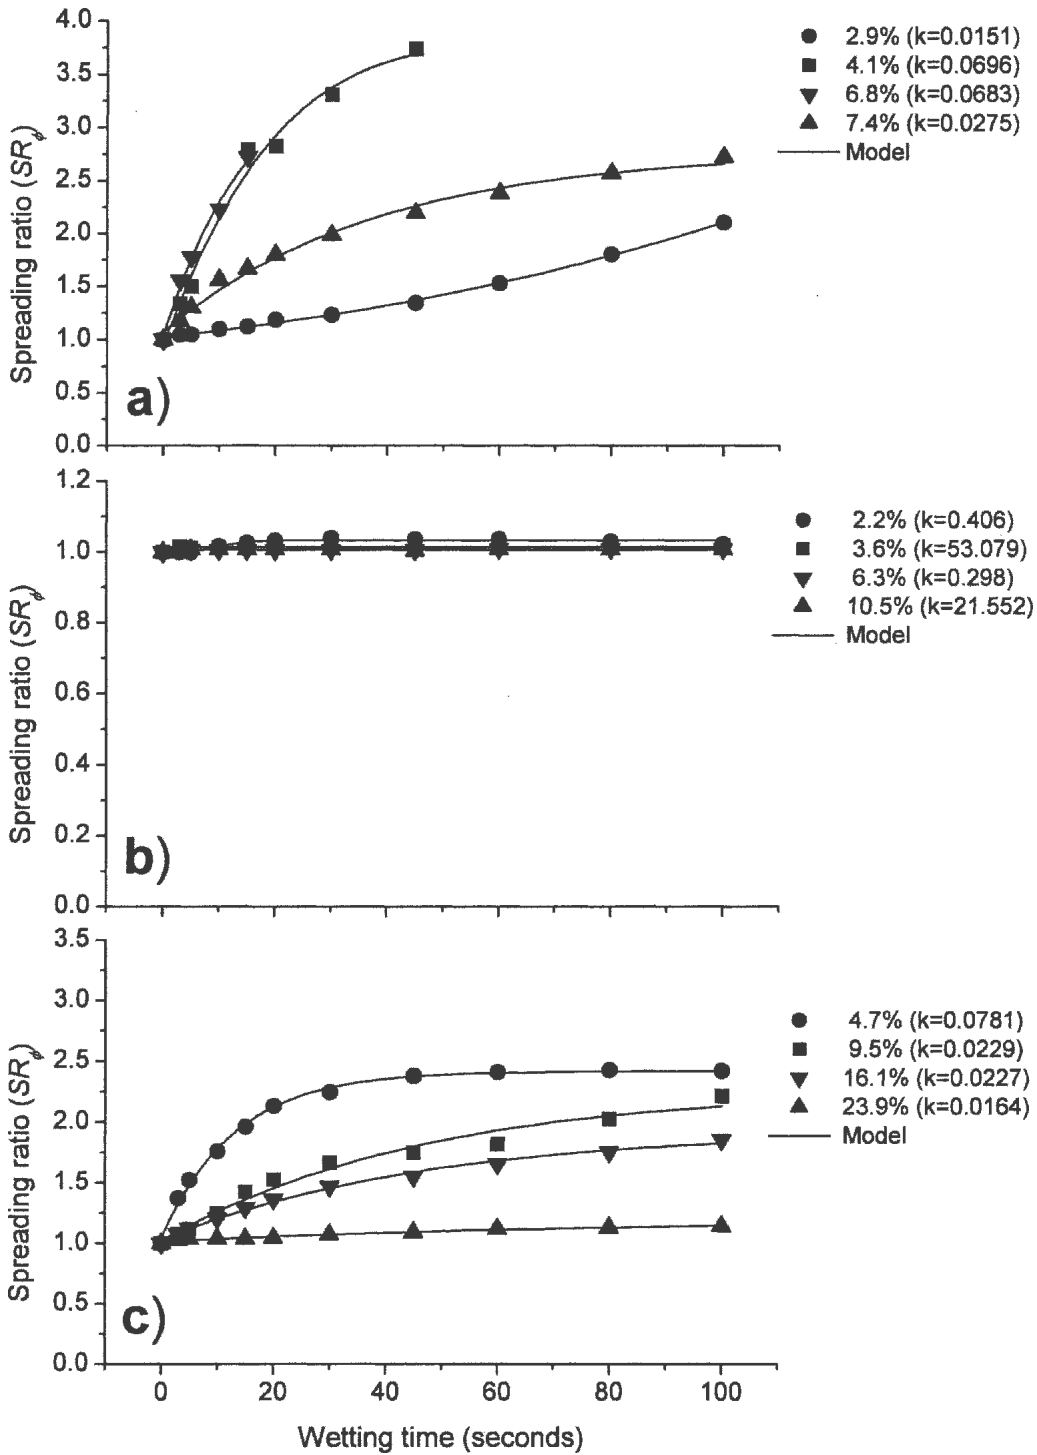 4.0
3.5
3.0
2.5
2.0
1.5
1.0
0.5
0.0
Spreading ratio (SRϕ)
a)
2.9% (k=0.0151)
4.1% (k=0.0696)
6.8% (k=0.0683)
7.4% (k=0.0275)
Model
1.2
1.0
0.8
0.6
0.4
0.2
0.0
Spreading ratio (SRϕ)
b)
2.2% (k=0.406)
3.6% (k=53.079)
6.3% (k=0.298)
10.5% (k=21.552)
Model
3.5
3.0
2.5
2.0
1.5
1.0
0.5
0.0
Spreading ratio (SRϕ)
c)
4.7% (k=0.0781)
9.5% (k=0.0229)
16.1% (k=0.0227)
23.9% (k=0.0164)
Model
0 20 40 60 80 100
Wetting time (seconds)